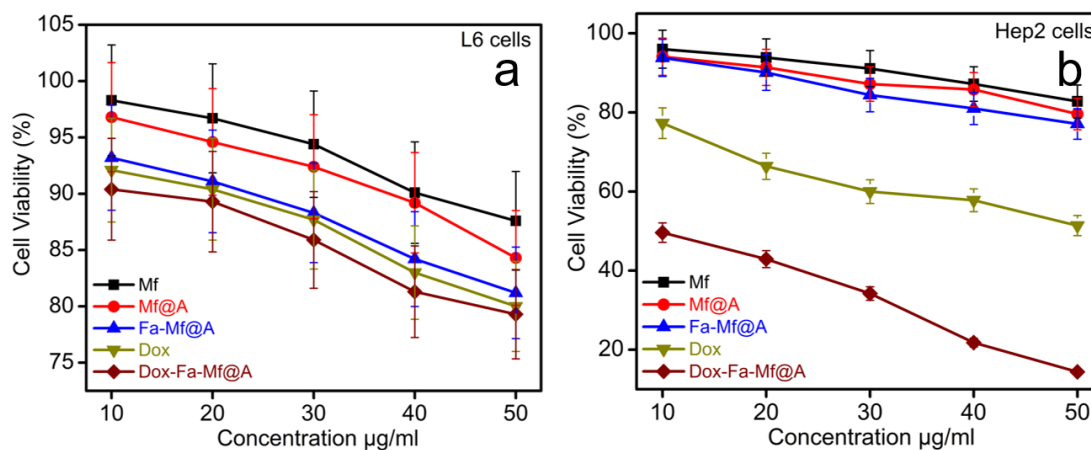 L6 cells
a
Cell Viability (%)
100
95
90
85
80
75
Mf
Mf@A
Fa-Mf@A
Dox
Dox-Fa-Mf@A
10 20 30 40 50
Concentration µg/ml
Hep2 cells
b
Cell Viability (%)
100
80
60
40
20
Mf
Mf@A
Fa-Mf@A
Dox
Dox-Fa-Mf@A
10 20 30 40 50
Concentration µg/ml